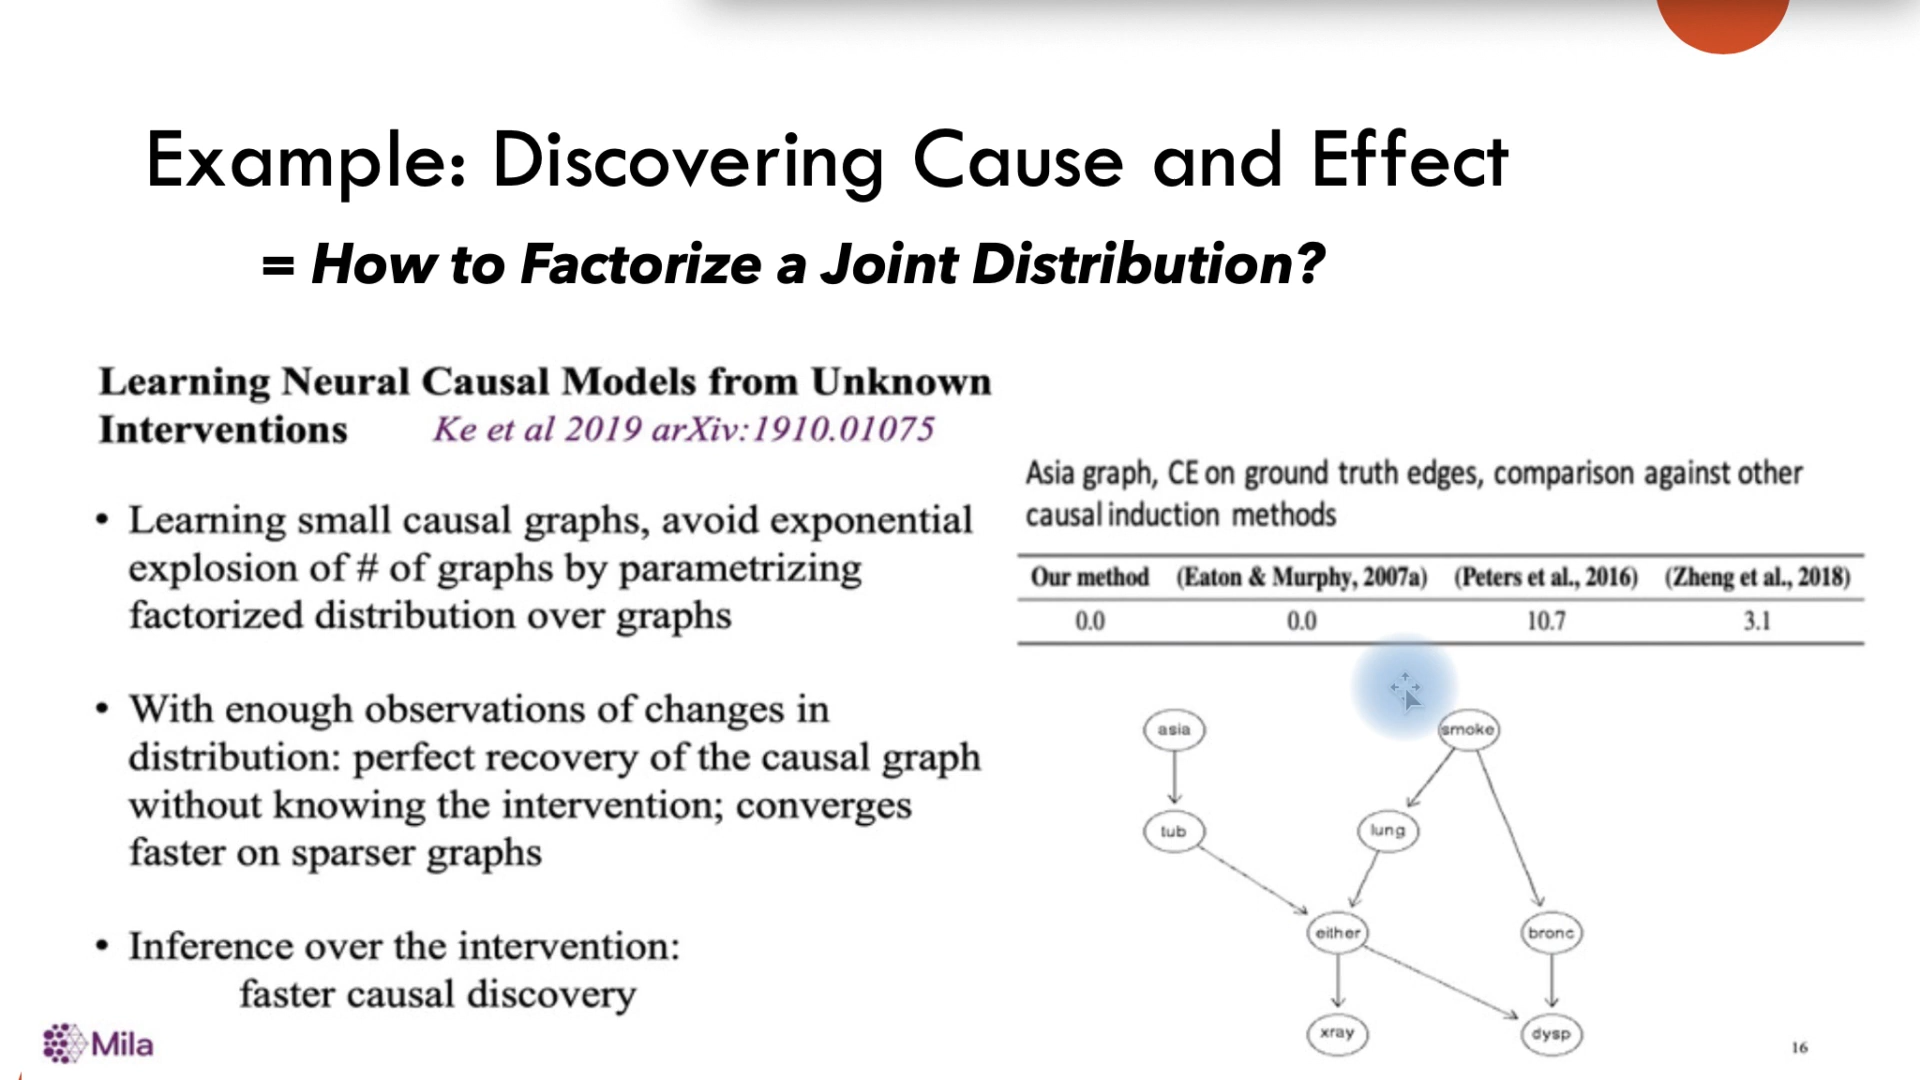 Example: Discovering Cause and Effect
= How to Factorize a Joint Distribution?
Learning Neural Causal Models from Unknown
Interventions Ke et al 2019 arXiv:1910.01075
• Learning small causal graphs, avoid exponential
explosion of # of graphs by parametrizing
factorized distribution over graphs
• With enough observations of changes in
distribution: perfect recovery of the causal graph
without knowing the intervention; converges
faster on sparser graphs
• Inference over the intervention:
faster causal discovery
Mila
Asia graph, CE on ground truth edges, comparison against other
causal induction methods
Our method (Eaton & Murphy, 2007a) (Peters et al., 2016) (Zheng et al., 2018)
0.0 0.0 10.7 3.1
asia smoke
tub lung
either bronc
xray dysp
16